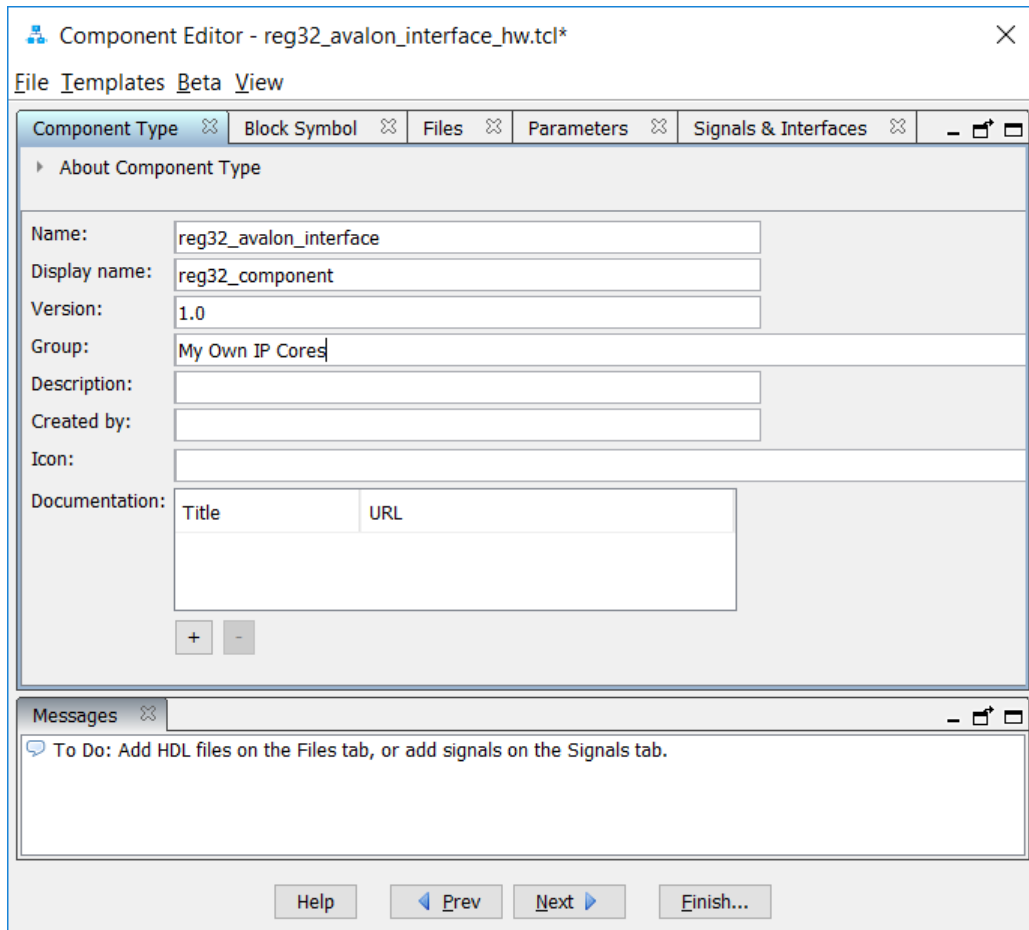 Component Editor - reg32_avalon_interface_hw.tcl*
File Templates Beta View
Component Type Block Symbol Files Parameters Signals & Interfaces
About Component Type
Name: reg32_avalon_interface
Display name: reg32_component
Version: 1.0
Group: My Own IP Cores
Description:
Created by:
Icon:
Documentation: Title URL
+ -
Messages
To Do: Add HDL files on the Files tab, or add signals on the Signals tab.
Help Prev Next Finish...